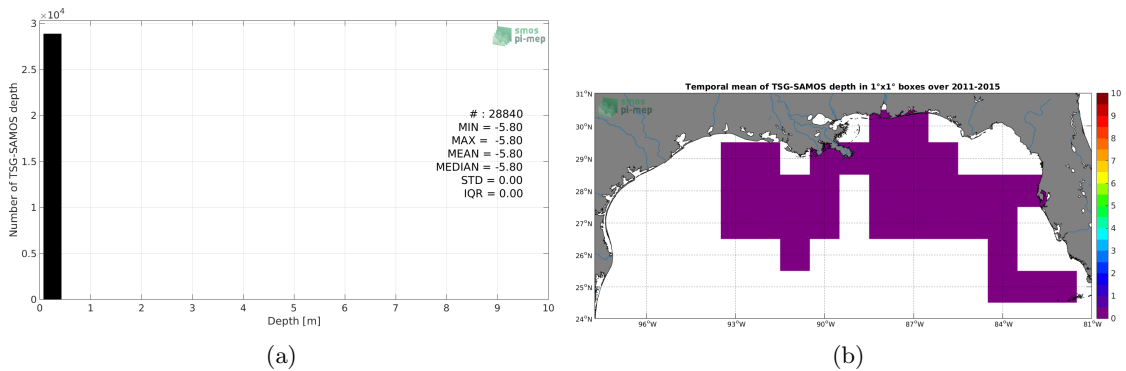 ×10⁴
3
2.5
2
1.5
1
0.5
0
0 1 2 3 4 5 6 7 8 9 10
Number of TSG-SAMOS depth
Depth [m]
smos
pi-mep
# : 28840
MIN = -5.80
MAX = -5.80
MEAN = -5.80
MEDIAN = -5.80
STD = 0.00
IQR = 0.00
(a)
Temporal mean of TSG-SAMOS depth in 1°x1° boxes over 2011-2015
smos
pi-mep
31°N
30°N
29°N
28°N
27°N
26°N
25°N
24°N
96°W 93°W 90°W 87°W 84°W 81°W
10
9
8
7
6
5
4
3
2
1
0
(b)